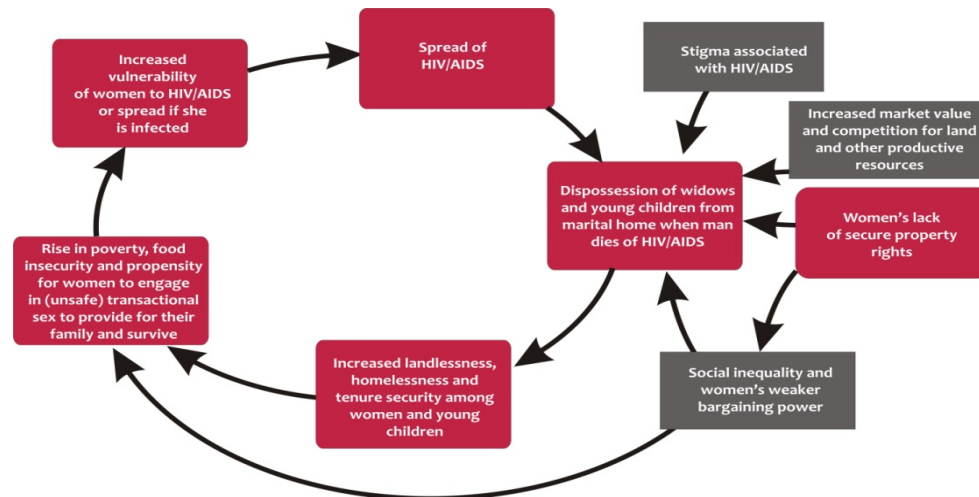 Increased
vulnerability
of women to HIV/AIDS
or spread if she
is infected
Spread of
HIV/AIDS
Stigma associated
with HIV/AIDS
Increased market value
and competition for land
and other productive
resources
Dispossession of widows
and young children from
marital home when man
dies of HIV/AIDS
Women's lack
of secure property
rights
Rise in poverty, food
insecurity and propensity
for women to engage
in (unsafe) transactional
sex to provide for their
family and survive
Increased landlessness,
homelessness and
tenure security among
women and young
children
Social inequality and
women's weaker
bargaining power